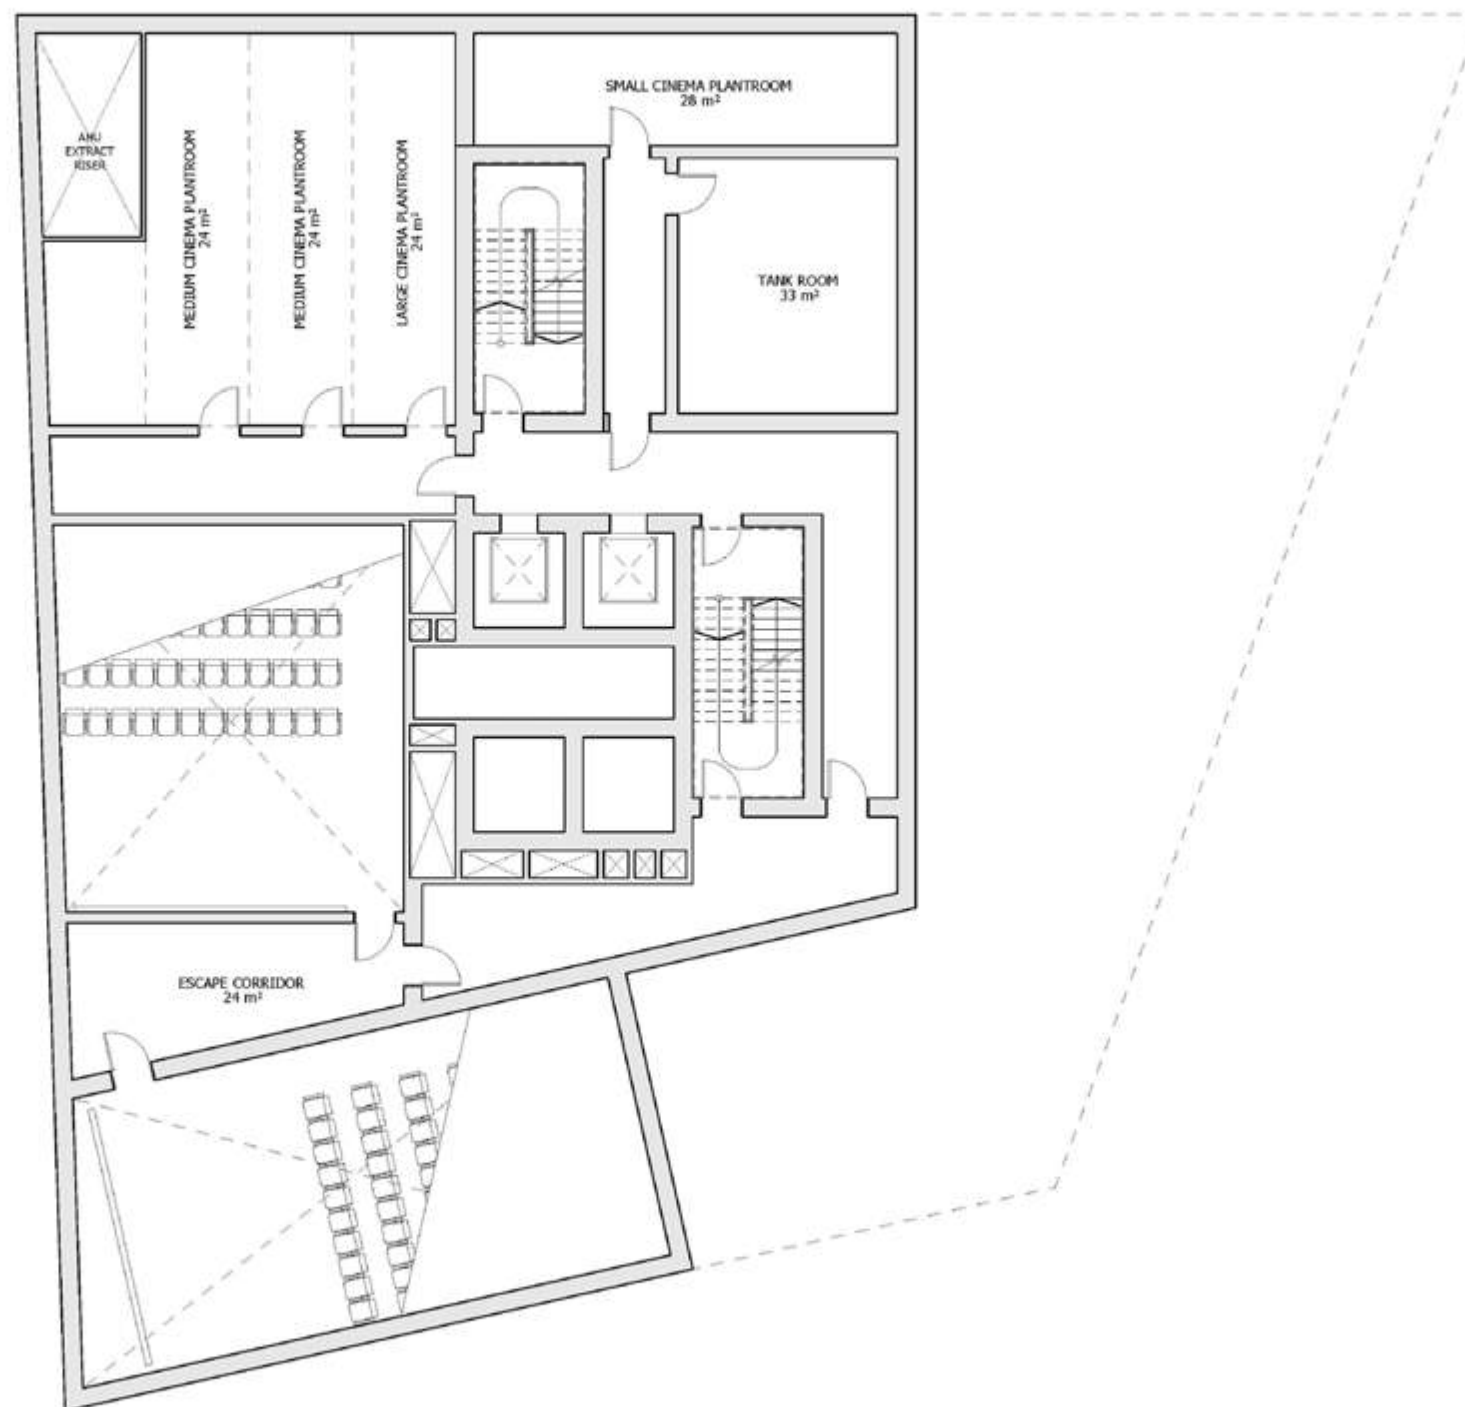 SMALL CINEMA PLANTROOM
28 m²
AHU
EXTRACT
RISER
MEDIUM CINEMA PLANTROOM
24 m²
MEDIUM CINEMA PLANTROOM
24 m²
LARGE CINEMA PLANTROOM
24 m²
TANK ROOM
33 m²
ESCAPE CORRIDOR
24 m²